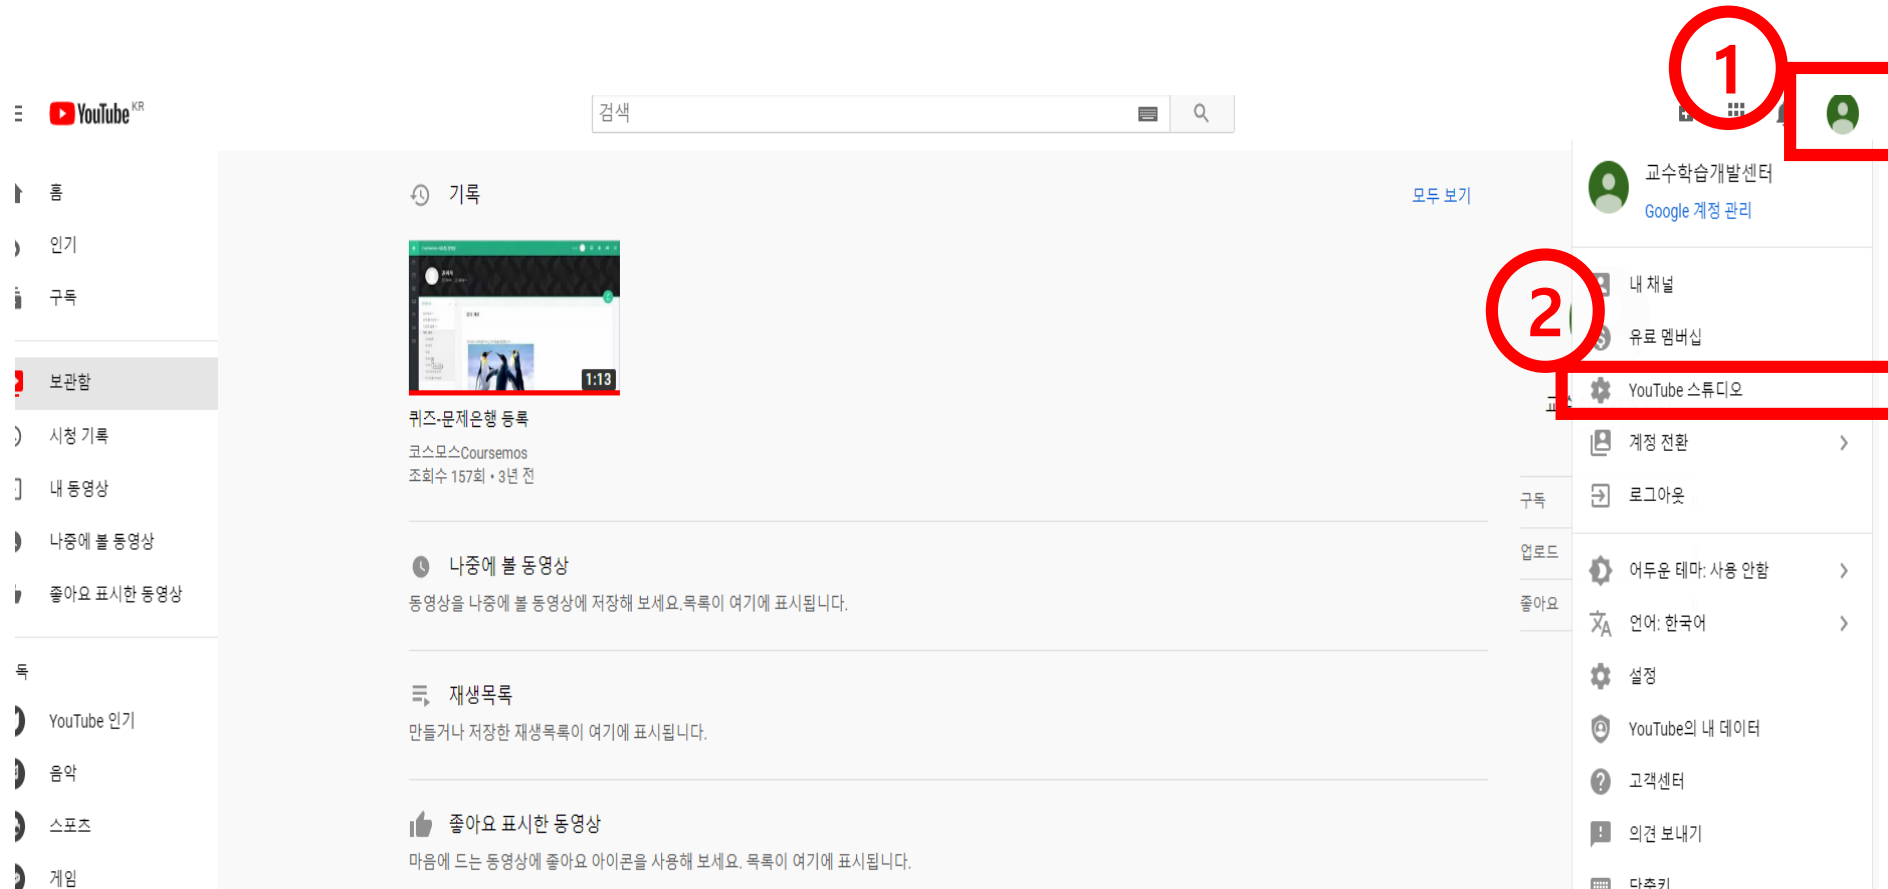 1
YouTube KR
검색
홈
인기
구독
보관함
시청 기록
내 동영상
나중에 볼 동영상
좋아요 표시한 동영상
독
YouTube 인기
음악
스포츠
게임
기록
모두 보기
1:13
퀴즈-문제은행 등록
코스모스Coursemos
조회수 157회 • 3년 전
나중에 볼 동영상
동영상을 나중에 볼 동영상에 저장해 보세요.목록이 여기에 표시됩니다.
재생목록
만들거나 저장한 재생목록이 여기에 표시됩니다.
좋아요 표시한 동영상
마음에 드는 동영상에 좋아요 아이콘을 사용해 보세요. 목록이 여기에 표시됩니다.
구독
업로드
좋아요
교수학습개발센터
Google 계정 관리
2
내 채널
유료 멤버십
YouTube 스튜디오
계정 전환
로그아웃
어두운 테마: 사용 안함
언어: 한국어
설정
YouTube의 내 데이터
고객센터
의견 보내기
단축키